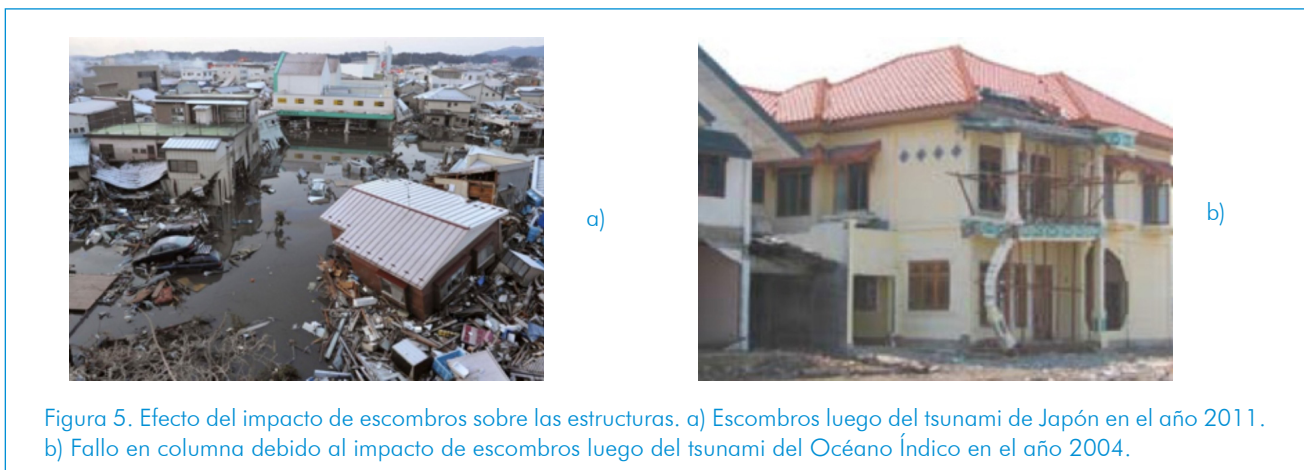 a)
b)
Figura 5. Efecto del impacto de escombros sobre las estructuras. a) Escombros luego del tsunami de Japón en el año 2011.
b) Fallo en columna debido al impacto de escombros luego del tsunami del Océano Índico en el año 2004.